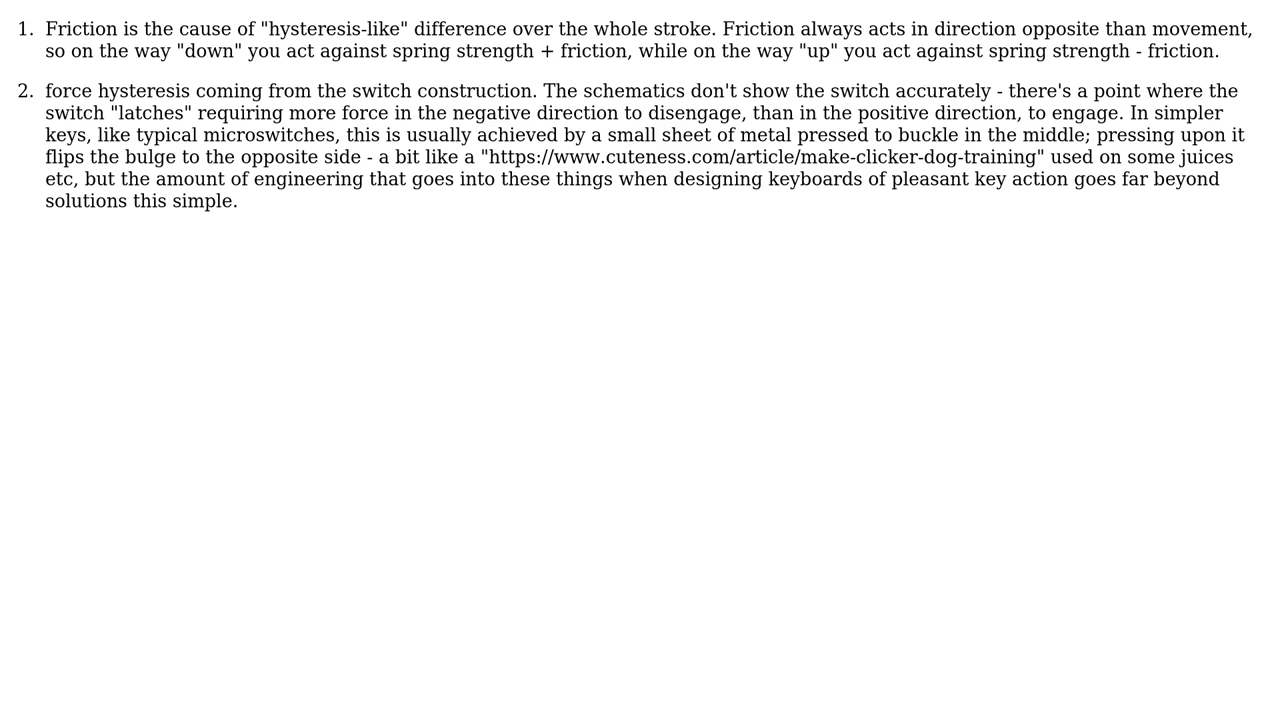 1. Friction is the cause of "hysteresis-like" difference over the whole stroke. Friction always acts in direction opposite than movement,
so on the way "down" you act against spring strength + friction, while on the way "up" you act against spring strength - friction.
2. force hysteresis coming from the switch construction. The schematics don't show the switch accurately - there's a point where the
switch "latches" requiring more force in the negative direction to disengage, than in the positive direction, to engage. In simpler
keys, like typical microswitches, this is usually achieved by a small sheet of metal pressed to buckle in the middle; pressing upon it
flips the bulge to the opposite side - a bit like a "https://www.cuteness.com/article/make-clicker-dog-training" used on some juices
etc, but the amount of engineering that goes into these things when designing keyboards of pleasant key action goes far beyond
solutions this simple.